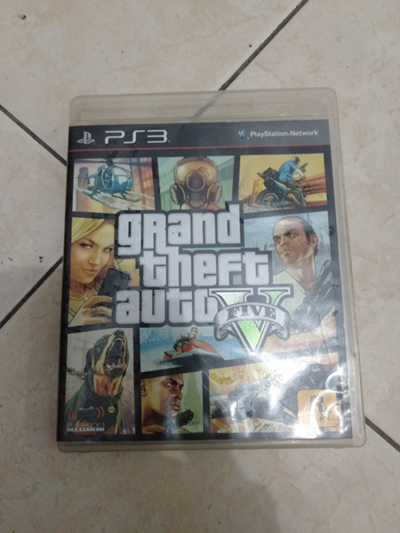 PS3
PlayStation.Network
grand
theft
auto V
FIVE